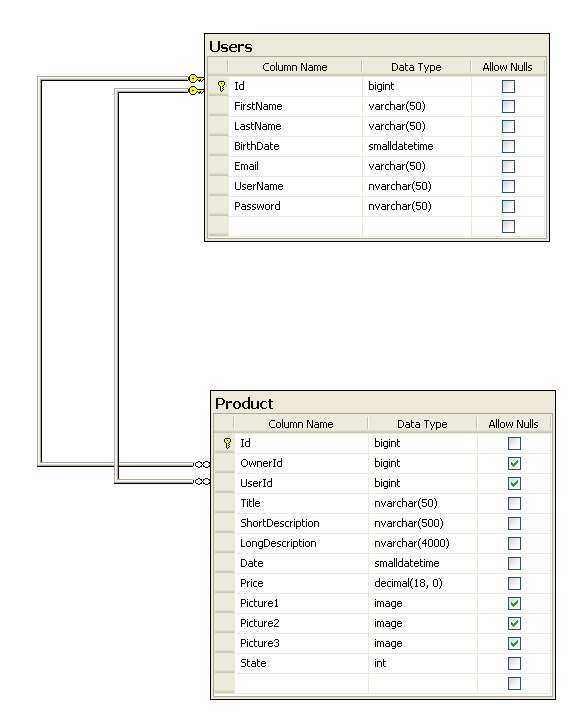 Users
Column Name Data Type Allow Nulls
Id bigint
FirstName varchar(50)
LastName varchar(50)
BirthDate smalldatetime
Email varchar(50)
UserName nvarchar(50)
Password nvarchar(50)
Product
Column Name Data Type Allow Nulls
Id bigint
OwnerId bigint
UserId bigint
Title nvarchar(50)
ShortDescription nvarchar(500)
LongDescription nvarchar(4000)
Date smalldatetime
Price decimal(18, 0)
Picture1 image
Picture2 image
Picture3 image
State int